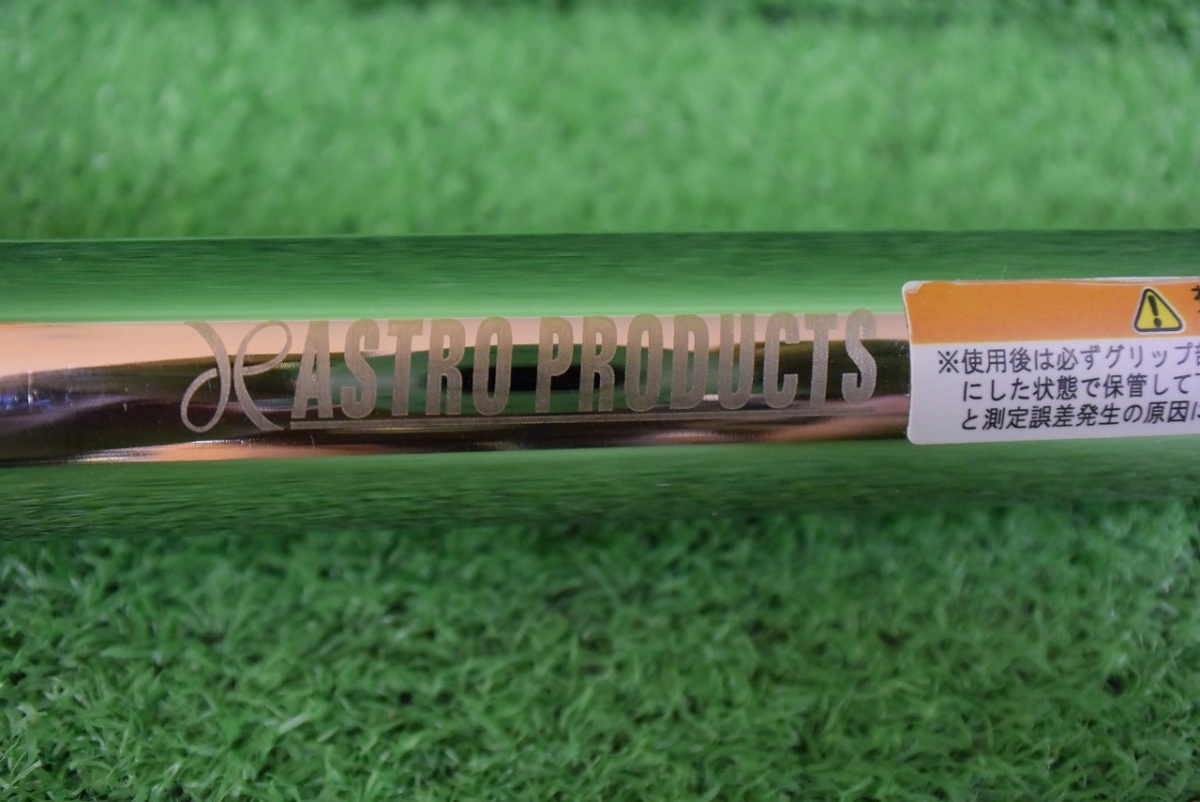 ASTRO PRODUCTS
※使用後は必ずグリップ
にした状態で保管して
と測定誤差発生の原因